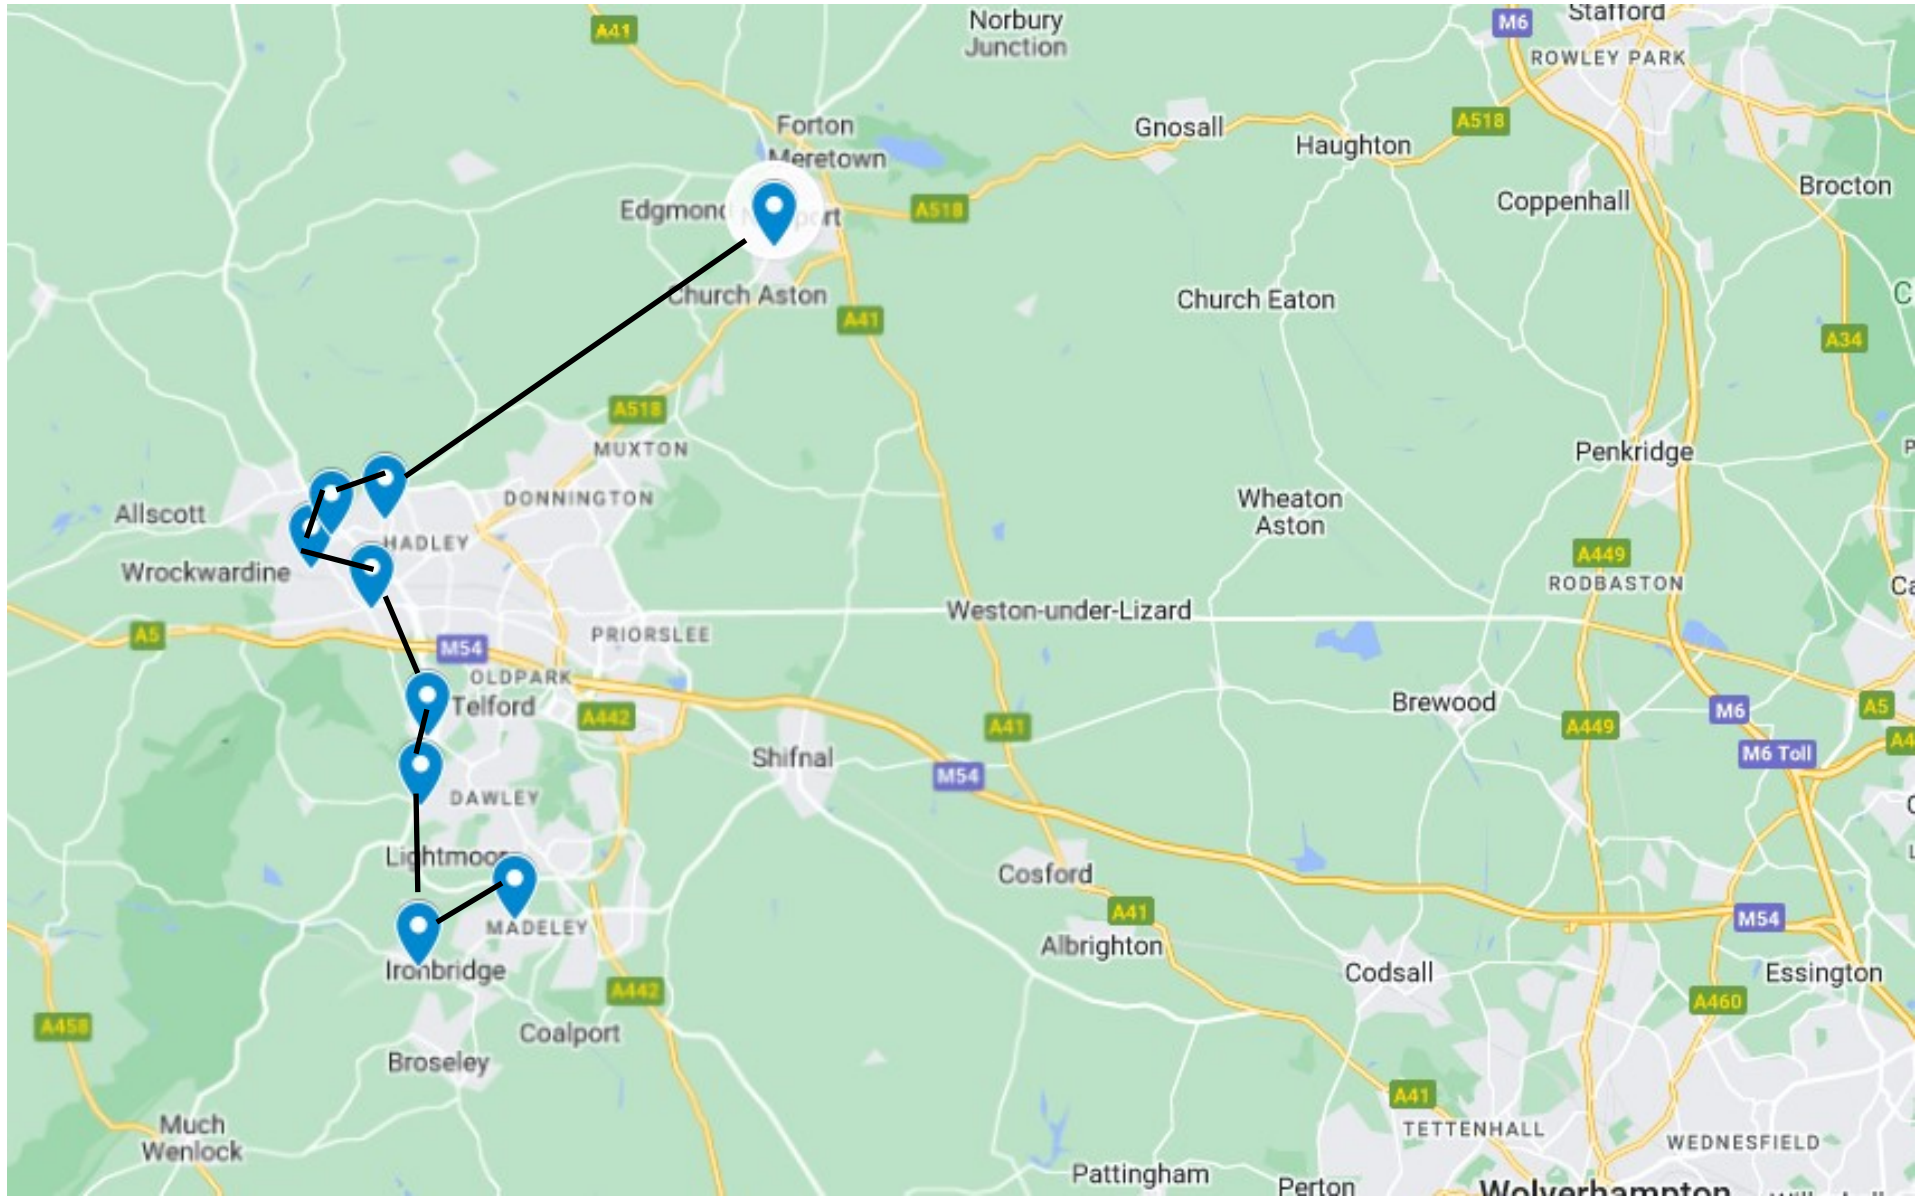 Norbury
Junction
A41
M6
Stafford
ROWLEY PARK
Forton
Meretown
Gnosall
A518
Haughton
Edgmond
A518
Coppenhall
Brocton
Church Aston
A41
Church Eaton
A34
A518
MUXTON
DONNINGTON
Penkridge
Allscott
HADLEY
Wheaton
Aston
Wrockwardine
A449
RODBASTON
A5
M54
PRIORSLEE
Weston-under-Lizard
OLDPARK
Telford
A442
A41
Brewood
A449
M6
A5
M6 Toll
Shifnal
M54
DAWLEY
Lightmoor
Cosford
MADELEY
A41
M54
Albrighton
Ironbridge
Codsall
Essington
A442
A460
A458
Coalport
Broseley
A41
Much
Wenlock
TETTENHALL
WEDNESFIELD
Pattingham
Perton
Wolverhampton